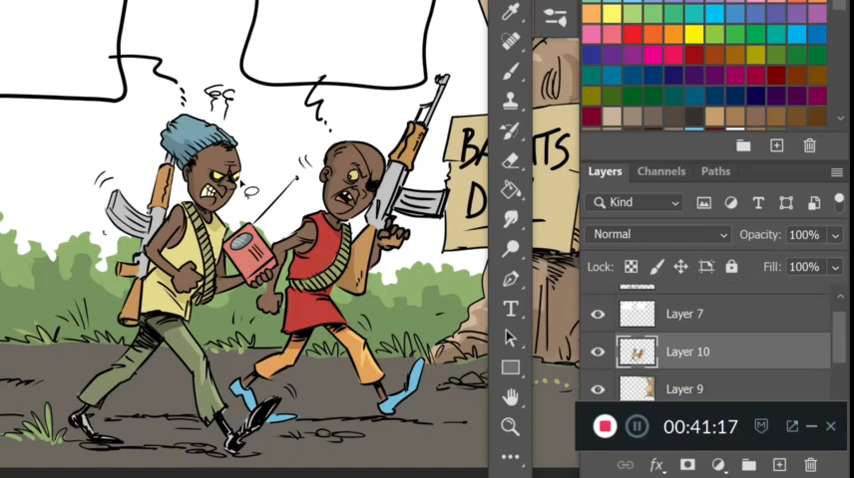 Layers Channels Paths
Kind
Normal Opacity: 100%
Lock: Fill: 100%
Layer 7
Layer 10
Layer 9
00:41:17
fx